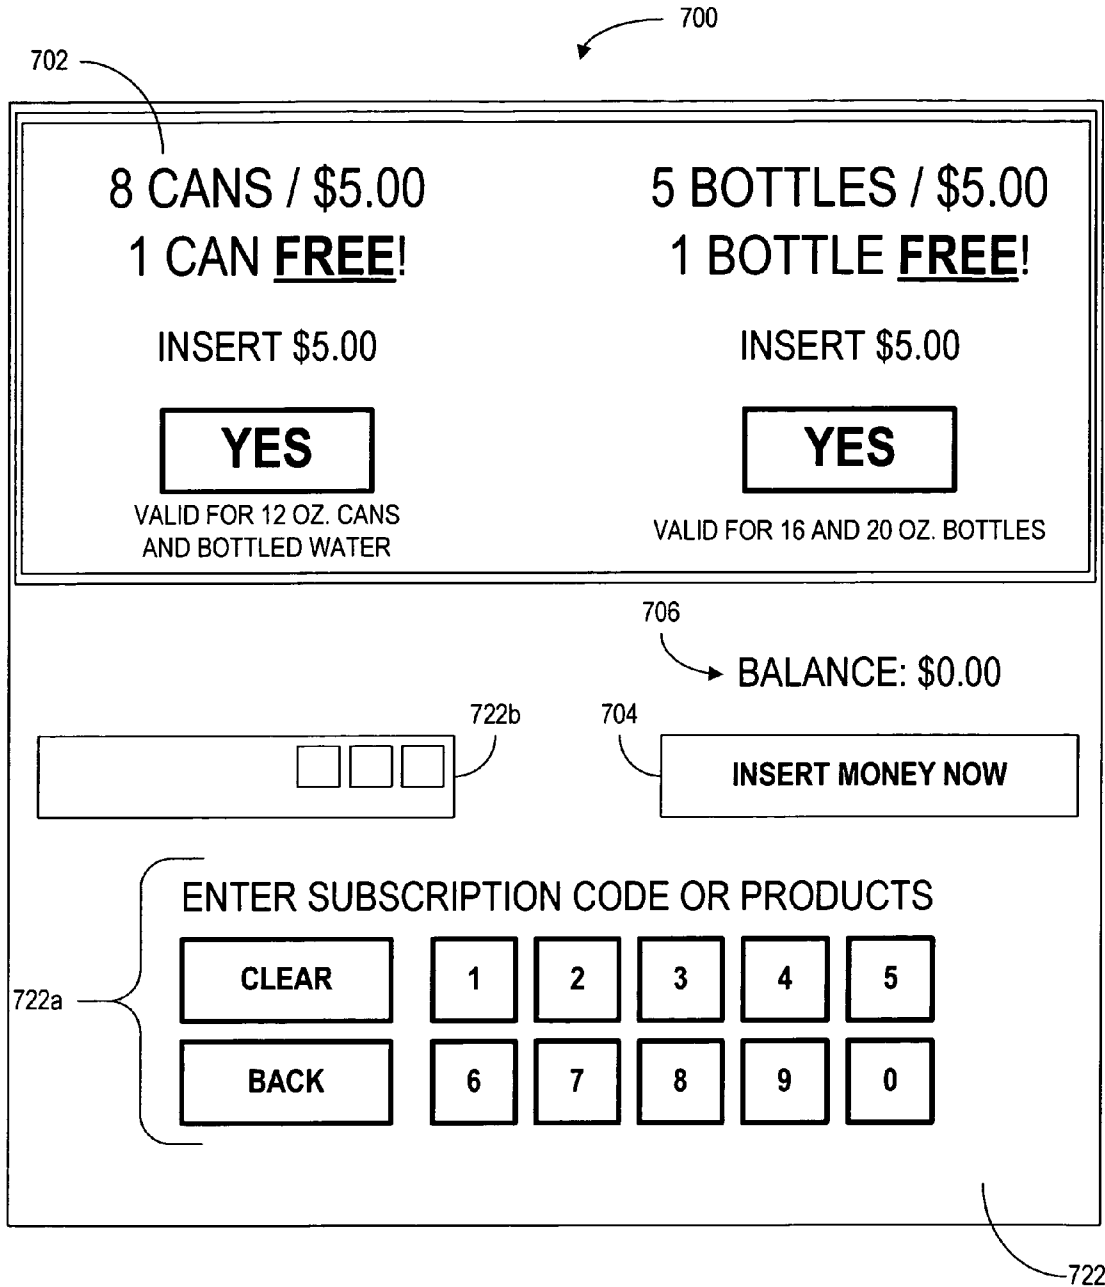 700
702
8 CANS / $5.00
1 CAN FREE!
INSERT $5.00
YES
VALID FOR 12 OZ. CANS
AND BOTTLED WATER
5 BOTTLES / $5.00
1 BOTTLE FREE!
INSERT $5.00
YES
VALID FOR 16 AND 20 OZ. BOTTLES
706
BALANCE: $0.00
722b
704
INSERT MONEY NOW
722a
ENTER SUBSCRIPTION CODE OR PRODUCTS
CLEAR 1 2 3 4 5
BACK 6 7 8 9 0
722